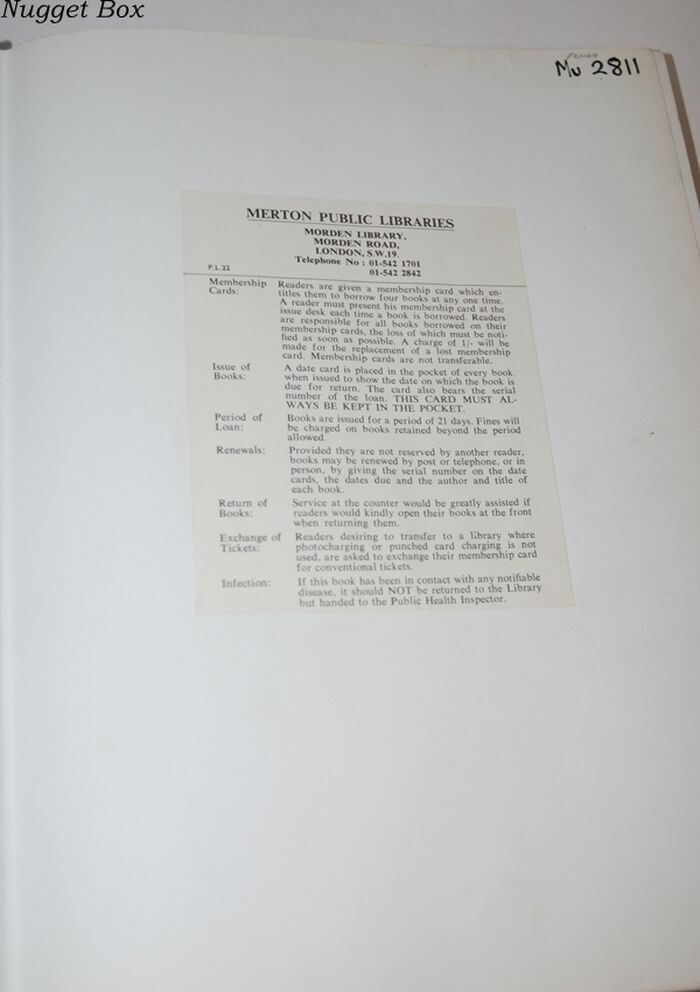 Nugget Box
Mu 2811
MERTON PUBLIC LIBRARIES
MORDEN LIBRARY,
MORDEN ROAD,
LONDON, S.W.19.
Telephone No : 01-542 1701
01-542 2842
P.L.22
Membership Cards: Readers are given a membership card which en-
titles them to borrow four books at any one time.
A reader must present his membership card at the
issue desk each time a book is borrowed. Readers
are responsible for all books borrowed on their
membership cards, the loss of which must be noti-
fied as soon as possible. A charge of 1/- will be
made for the replacement of a lost membership
card. Membership cards are not transferable.
Issue of Books: A date card is placed in the pocket of every book
when issued to show the date on which the book is
due for return. The card also bears the serial
number of the loan. THIS CARD MUST AL-
WAYS BE KEPT IN THE POCKET.
Period of Loan: Books are issued for a period of 21 days. Fines will
be charged on books retained beyond the period
allowed.
Renewals: Provided they are not reserved by another reader,
books may be renewed by post or telephone, or in
person, by giving the serial number on the date
cards, the dates due and the author and title of
each book.
Return of Books: Service at the counter would be greatly assisted if
readers would kindly open their books at the front
when returning them.
Exchange of Tickets: Readers desiring to transfer to a library where
photocharging or punched card charging is not
used, are asked to exchange their membership card
for conventional tickets.
Infection: If this book has been in contact with any notifiable
disease, it should NOT be returned to the Library
but handed to the Public Health Inspector.